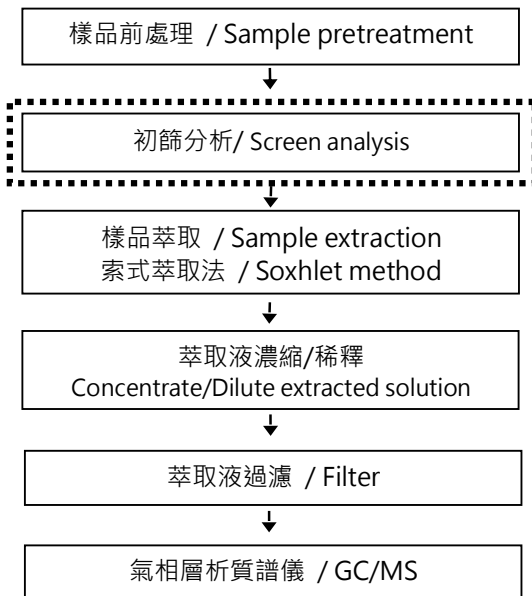 樣品前處理 / Sample pretreatment
初篩分析/ Screen analysis
樣品萃取 / Sample extraction
索式萃取法 / Soxhlet method
萃取液濃縮/稀釋
Concentrate/Dilute extracted solution
萃取液過濾 / Filter
氣相層析質譜儀 / GC/MS